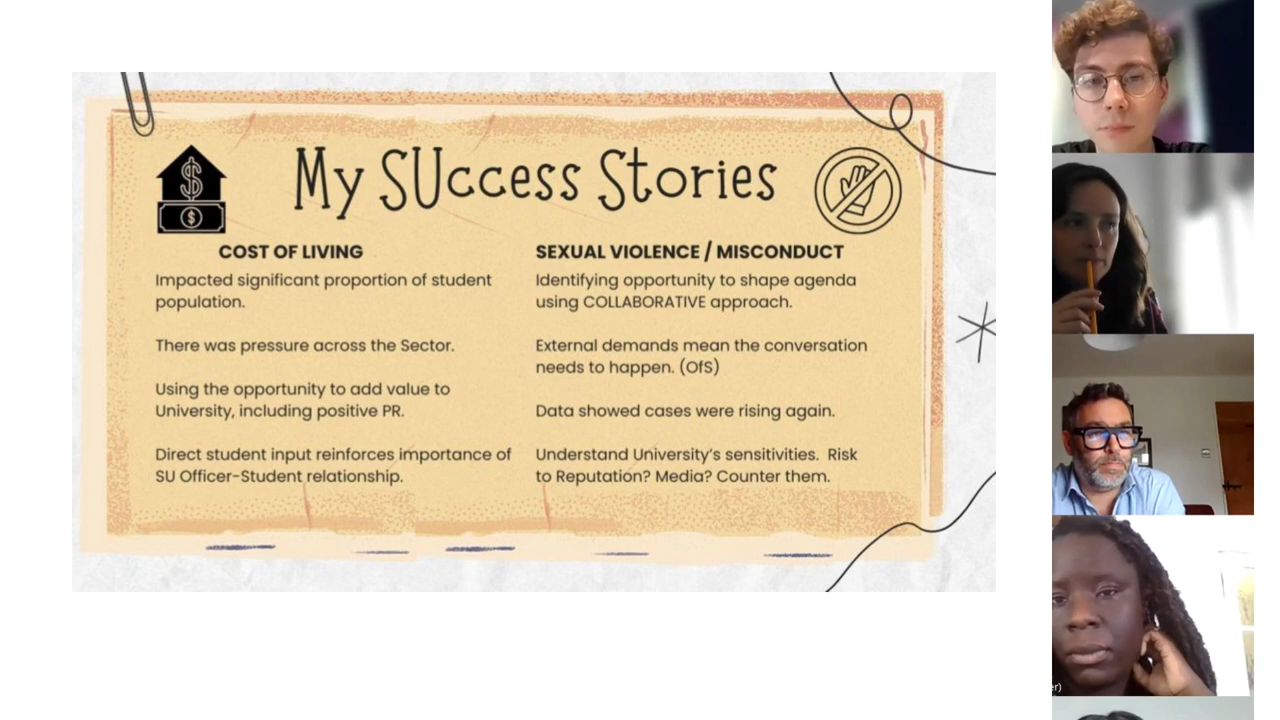 My SUccess Stories
COST OF LIVING
Impacted significant proportion of student
population.
There was pressure across the Sector.
Using the opportunity to add value to
University, including positive PR.
Direct student input reinforces importance of
SU Officer-Student relationship.
SEXUAL VIOLENCE / MISCONDUCT
Identifying opportunity to shape agenda
using COLLABORATIVE approach.
External demands mean the conversation
needs to happen. (OfS)
Data showed cases were rising again.
Understand University's sensitivities. Risk
to Reputation? Media? Counter them.
er)